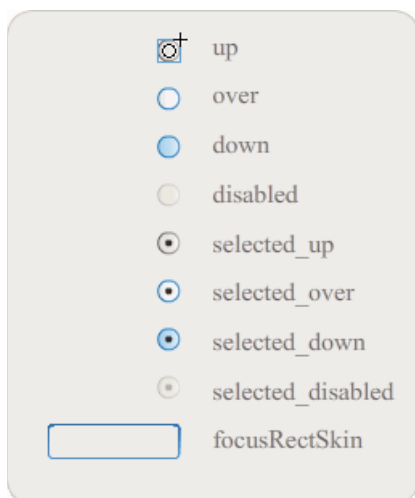 up
over
down
disabled
selected_up
selected_over
selected_down
selected_disabled
focusRectSkin